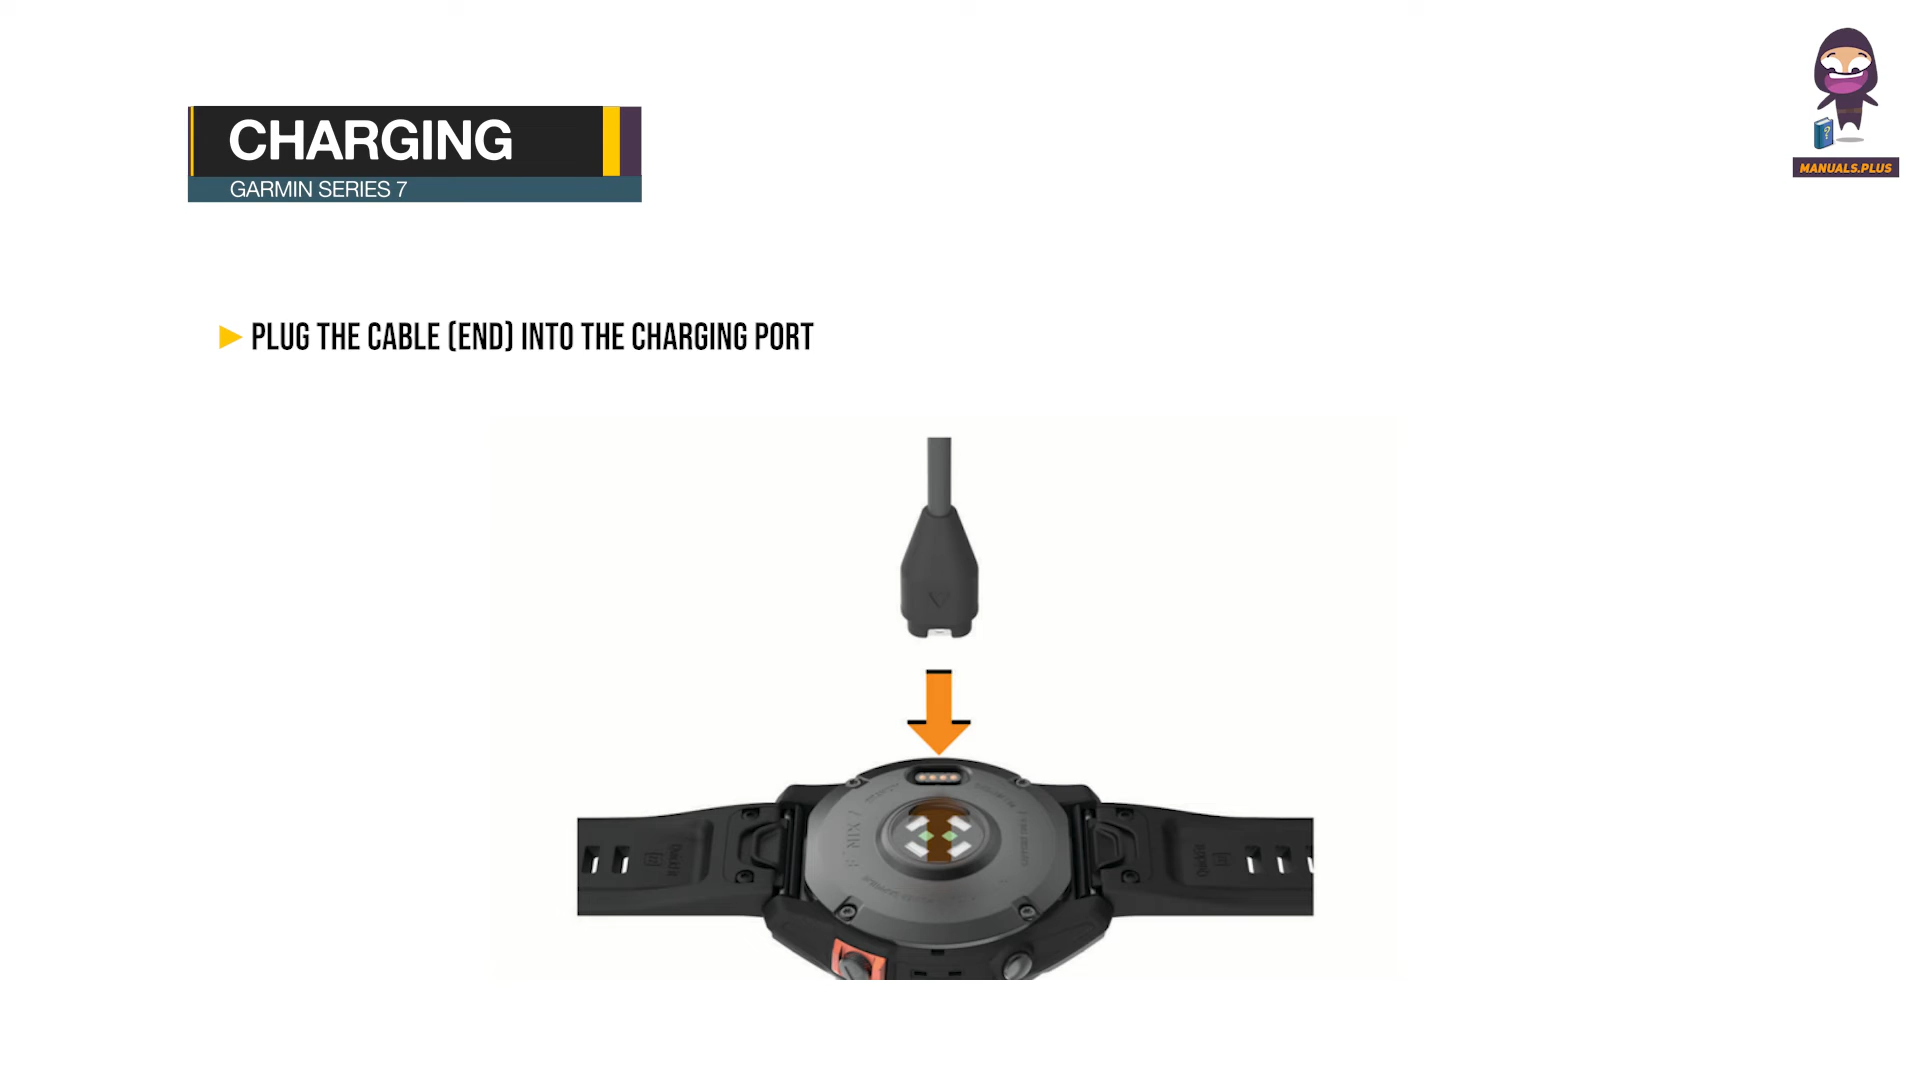 CHARGING
GARMIN SERIES 7
MANUALS.PLUS
PLUG THE CABLE (END) INTO THE CHARGING PORT